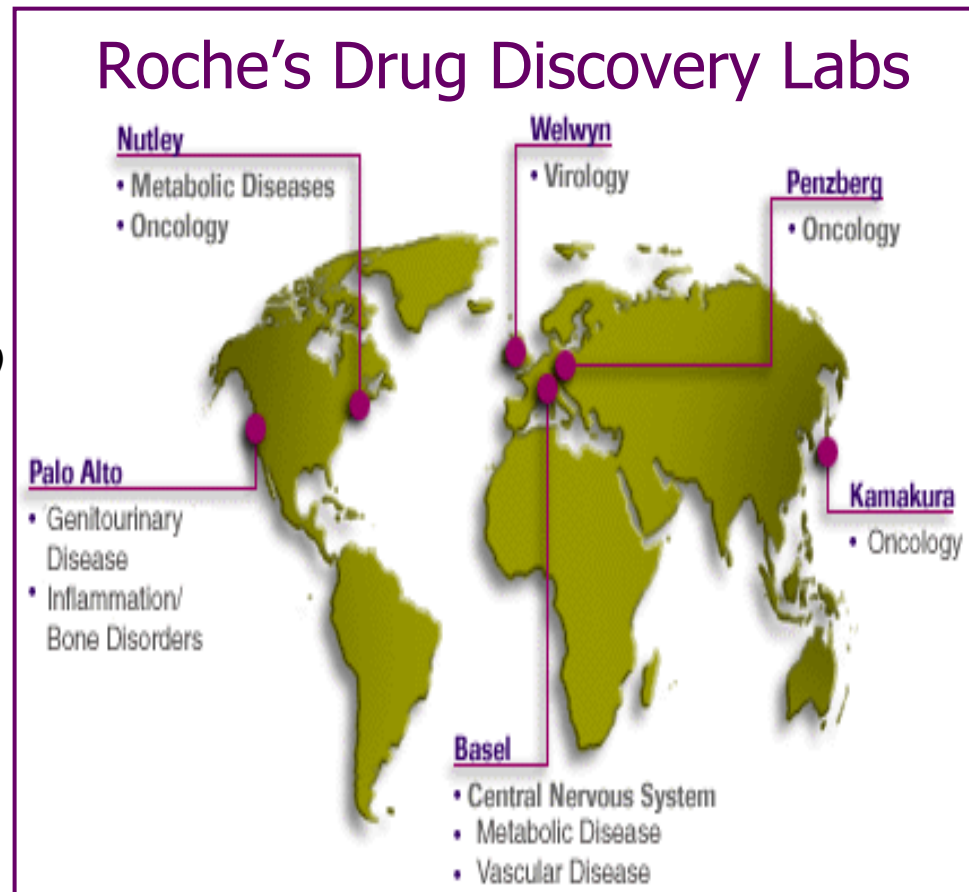 Roche's Drug Discovery Labs
Nutley
• Metabolic Diseases
• Oncology
Welwyn
• Virology
Penzberg
• Oncology
Palo Alto
• Genitourinary
Disease
• Inflammation/
Bone Disorders
Kamakura
• Oncology
Basel
• Central Nervous System
• Metabolic Disease
• Vascular Disease